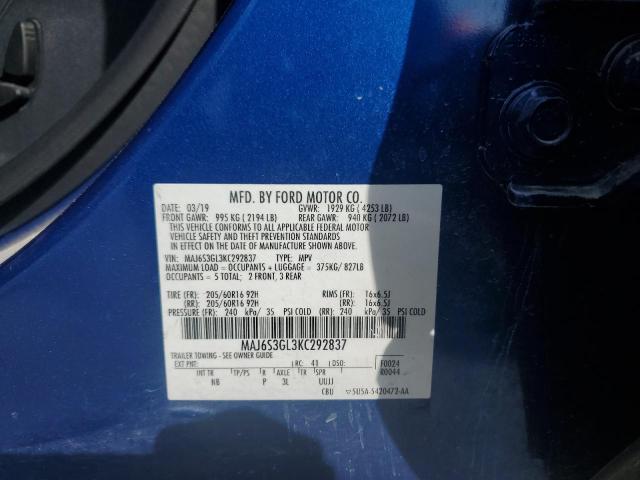 MFD. BY FORD MOTOR CO.
DATE: 03/19 GVWR: 1929 KG ( 4253 LB)
FRONT GAWR: 995 KG ( 2194 LB) REAR GAWR: 940 KG ( 2072 LB)
THIS VEHICLE CONFORMS TO ALL APPLICABLE FEDERAL MOTOR
VEHICLE SAFETY AND THEFT PREVENTION STANDARDS
IN EFFECT ON THE DATE OF MANUFACTURE SHOWN ABOVE.
VIN: MAJ6S3GL3KC292837 TYPE: MPV
MAXIMUM LOAD = OCCUPANTS + LUGGAGE = 375KG/ 827LB
OCCUPANTS = 5 TOTAL; 2 FRONT, 3 REAR
TIRE (FR): 205/60R16 92H RIMS (FR): 16x6.5J
(RR): 205/60R16 92H (RR): 16x6.5J
PRESSURE (FR): 240 kPa/ 35 PSI COLD (RR): 240 kPa/ 35 PSI COLD
MAJ6S3GL3KC292837
TRAILER TOWING - SEE OWNER GUIDE
EXT PNT: RC: 41 DSO: F0024
INT TR TP/PS R AXLE TR SPR R0044
NB P 3L UUJJ
CBU 5U5A-5420472-AA